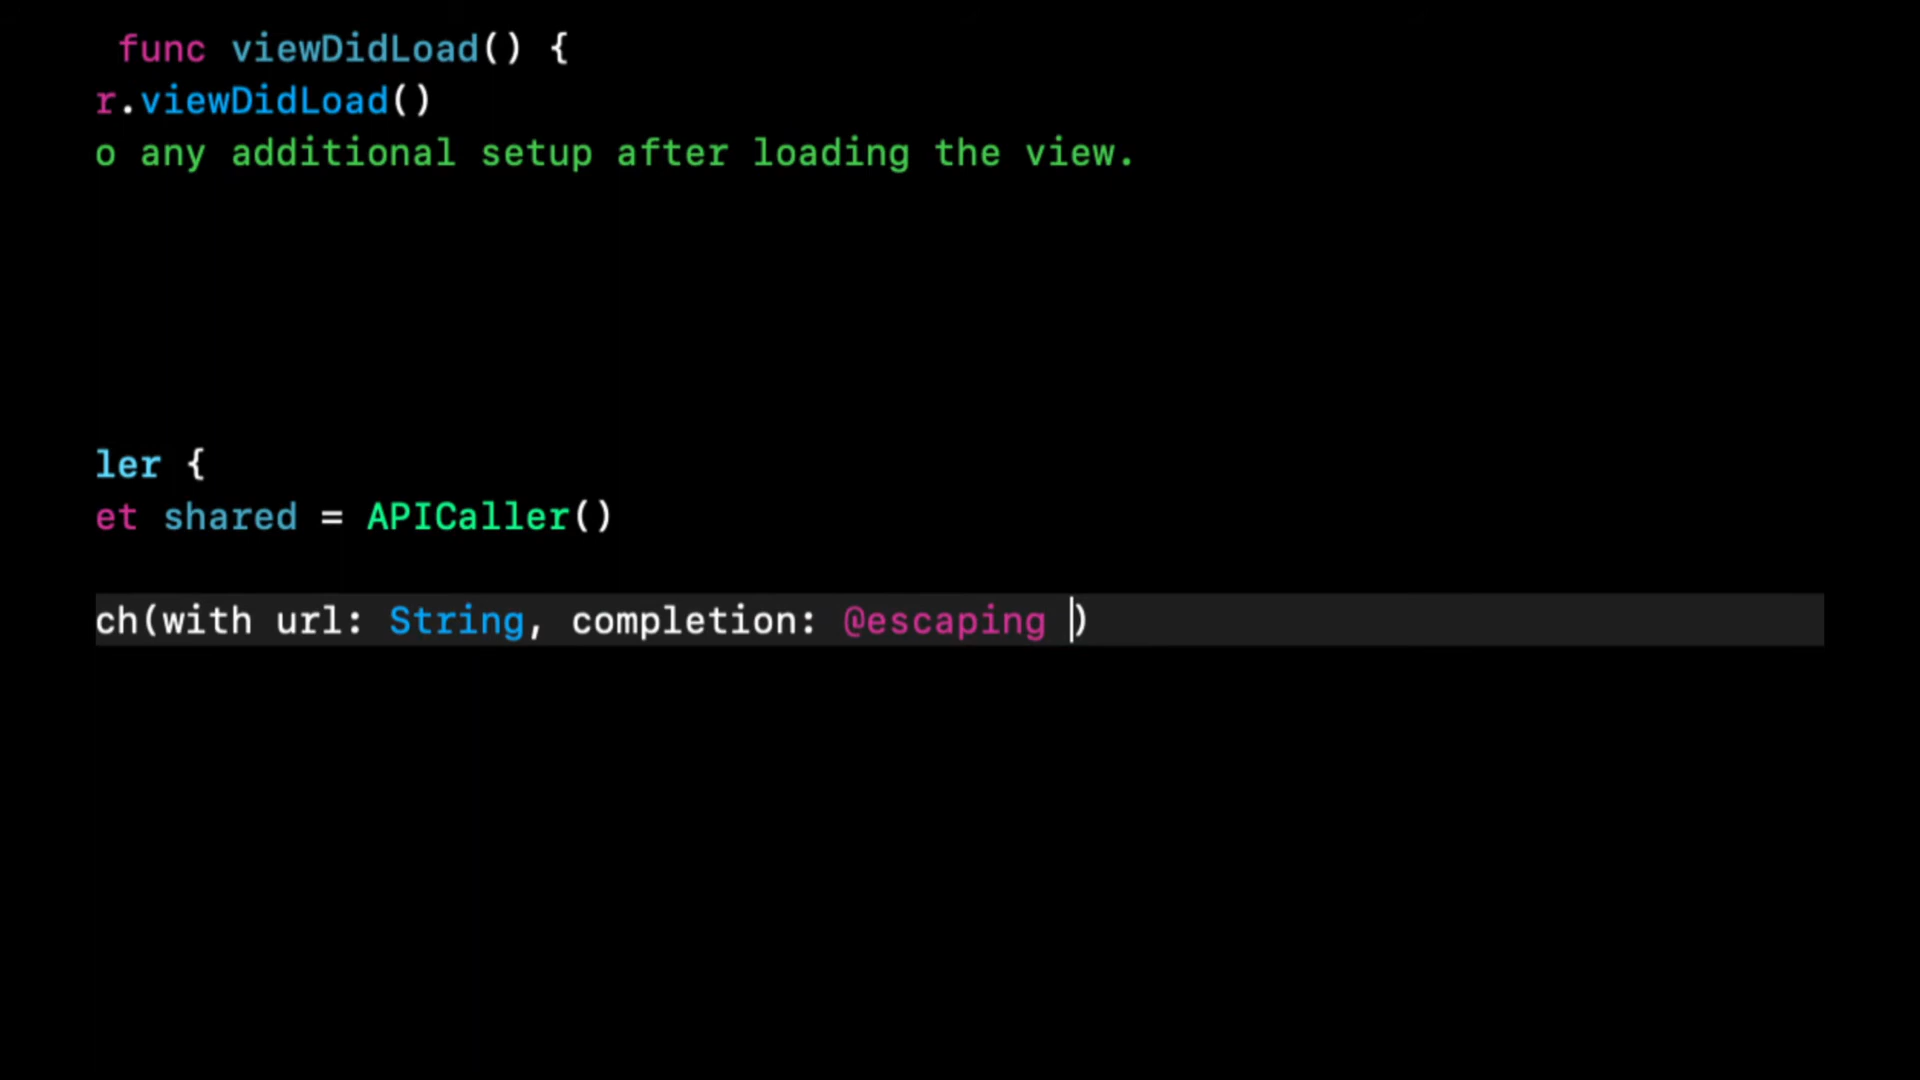 func viewDidLoad() {
r.viewDidLoad()
o any additional setup after loading the view.
ler {
et shared = APICaller()
ch(with url: String, completion: @escaping )